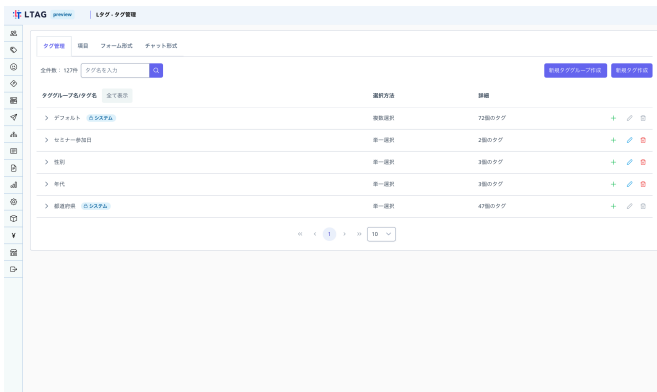 LTAG preview Lタグ - タグ管理
タグ管理 項目 フォーム形式 チャット形式
全件数： 127件 タグ名を入力 新規タググループ作成 新規タグ作成
タググループ名/タグ名 全て表示 選択方法 詳細
デフォルト システム 複数選択 72個のタグ
セミナー参加日 単一選択 2個のタグ
性別 単一選択 3個のタグ
年代 単一選択 3個のタグ
都道府県 システム 単一選択 47個のタグ
« ‹ 1 › » 10